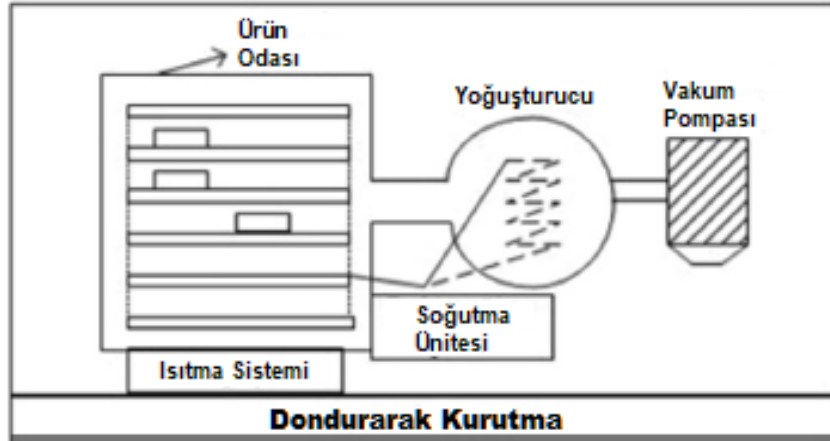 Ürün
Odası
Yoğuşturucu
Vakum
Pompası
Soğutma
Ünitesi
Isıtma Sistemi
Dondurarak Kurutma